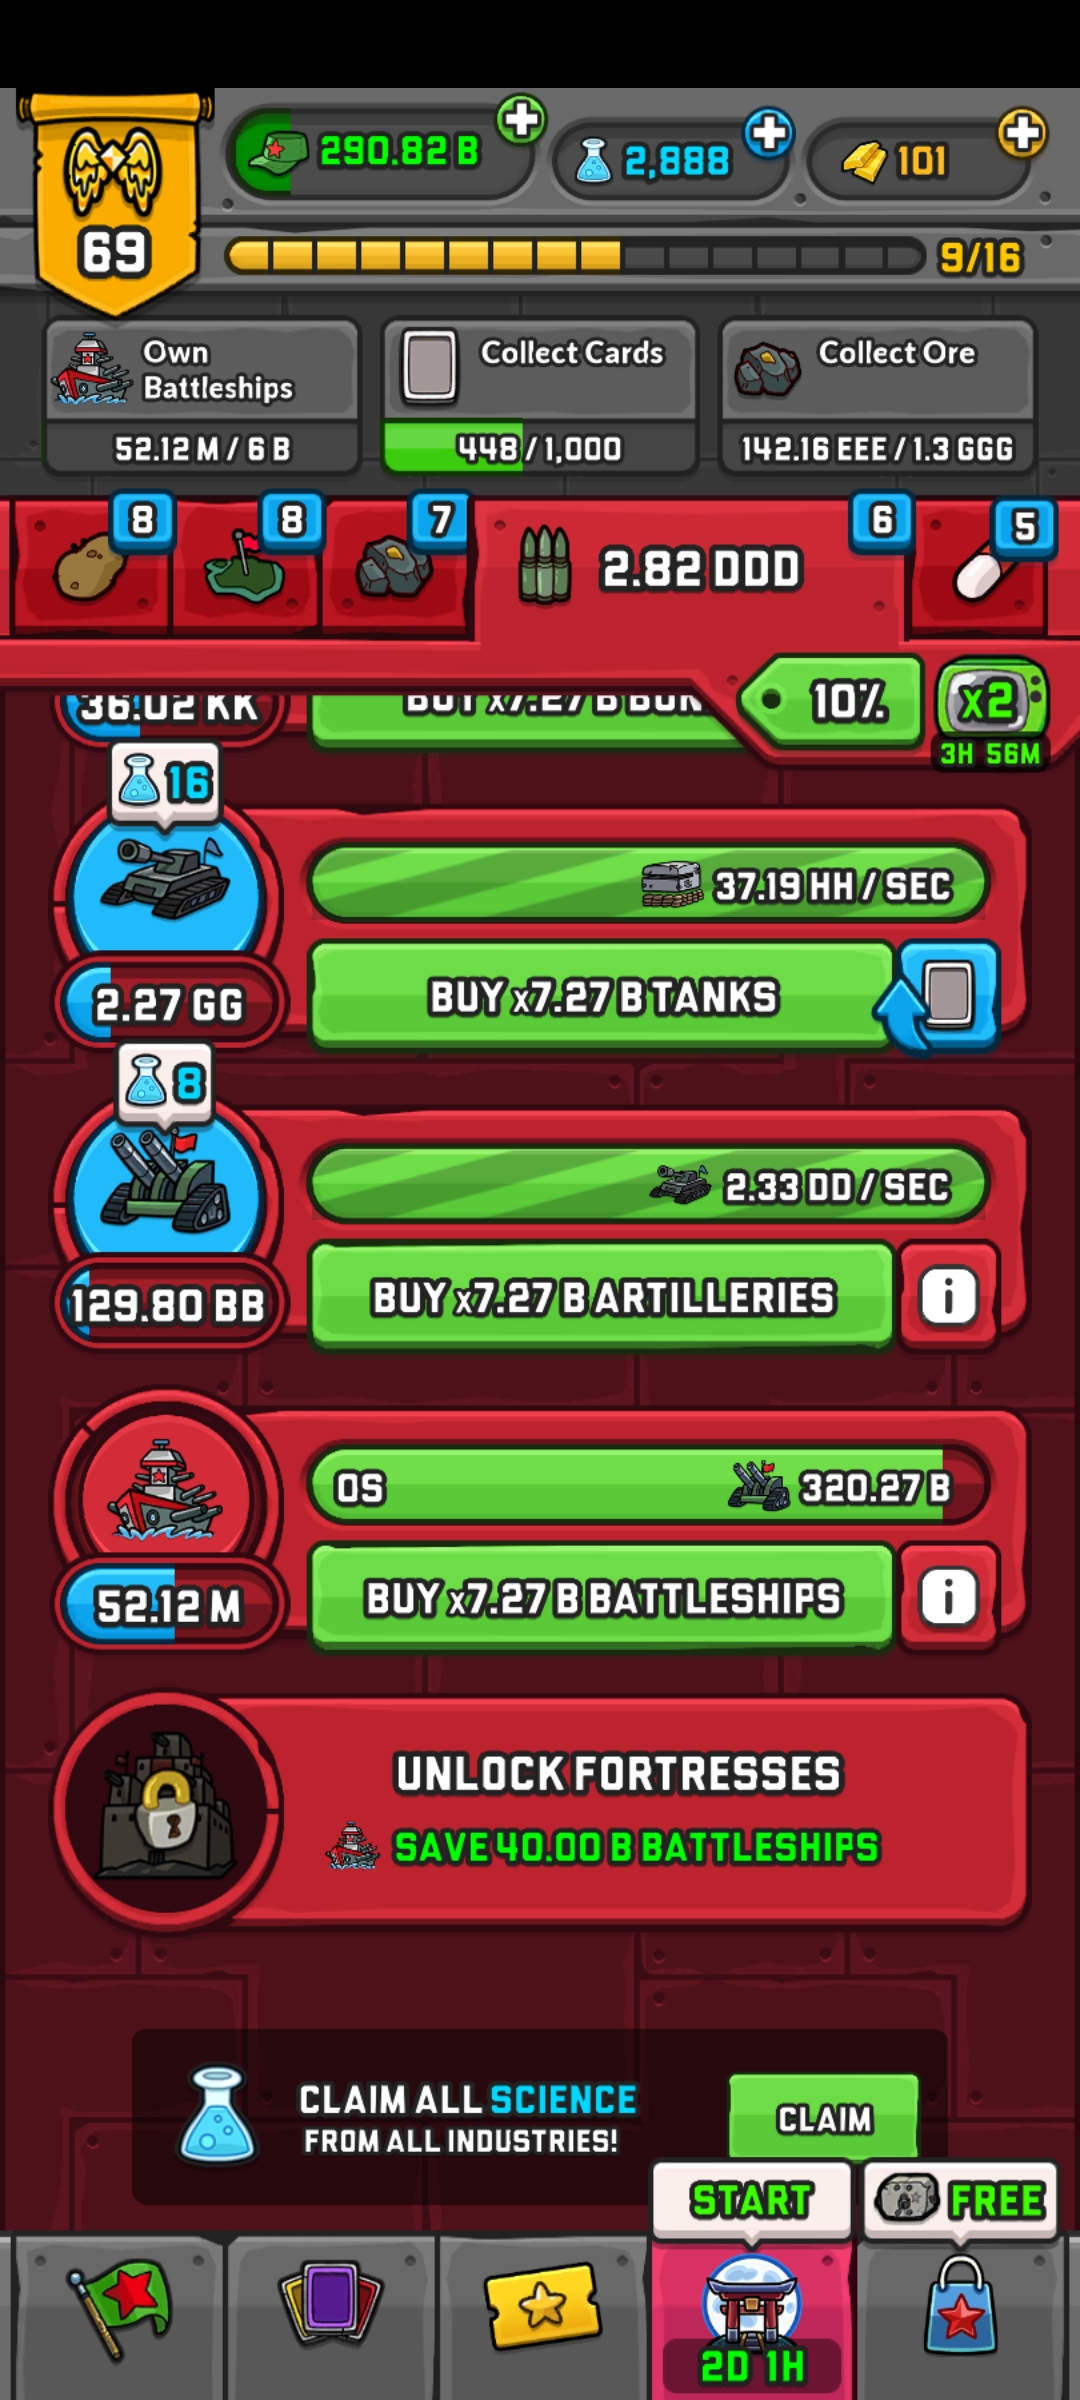 69
290.82 B
2,888
101
9/16
Own Battleships
52.12 M / 6 B
Collect Cards
448 / 1,000
Collect Ore
142.16 EEE / 1.3 GGG
8
8
7
2.82 DDD
6
5
10%
x2
3H 56M
36.02 KK
BUY x7.27 B
16
37.19 HH / SEC
2.27 GG
BUY x7.27 B TANKS
8
2.33 DD / SEC
129.80 BB
BUY x7.27 B ARTILLERIES
i
0S
320.27 B
52.12 M
BUY x7.27 B BATTLESHIPS
i
UNLOCK FORTRESSES
SAVE 40.00 B BATTLESHIPS
CLAIM ALL SCIENCE
FROM ALL INDUSTRIES!
CLAIM
START
FREE
2D 1H